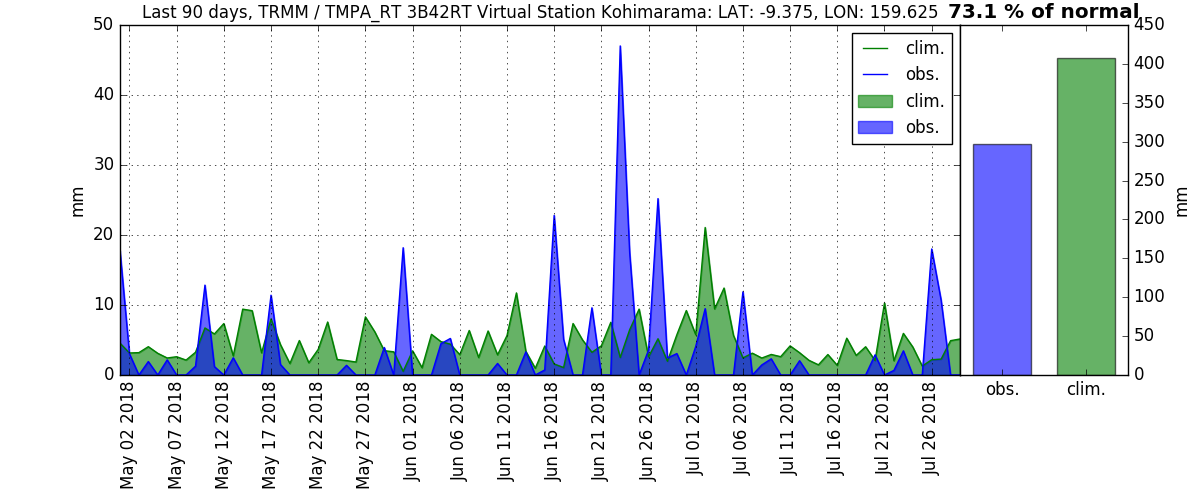 Last 90 days, TRMM / TMPA_RT 3B42RT Virtual Station Kohimarama: LAT: -9.375, LON: 159.625 73.1 % of normal
50
40
30
20
10
0
mm
clim.
obs.
clim.
obs.
450
400
350
300
250
200
150
100
50
0
mm
May 02 2018
May 07 2018
May 12 2018
May 17 2018
May 22 2018
May 27 2018
Jun 01 2018
Jun 06 2018
Jun 11 2018
Jun 16 2018
Jun 21 2018
Jun 26 2018
Jul 01 2018
Jul 06 2018
Jul 11 2018
Jul 16 2018
Jul 21 2018
Jul 26 2018
obs.
clim.